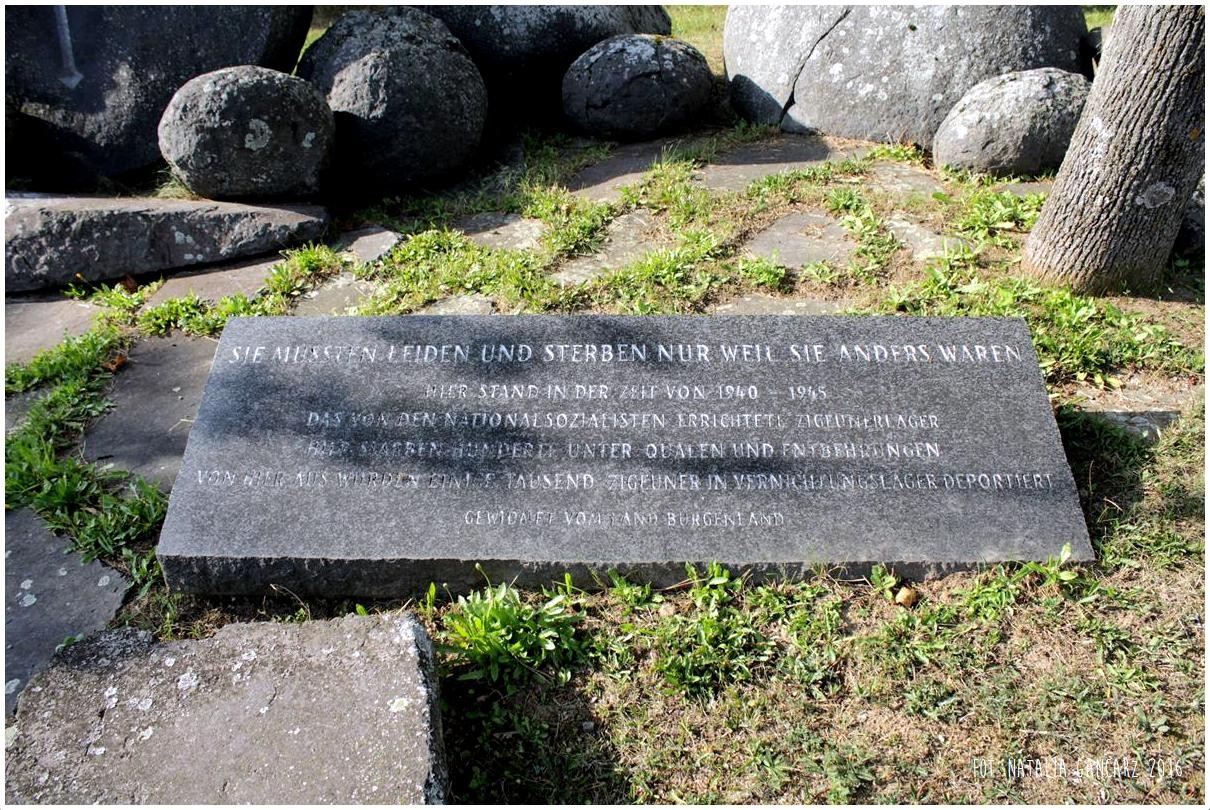 SIE MUSSTEN LEIDEN UND STERBEN NUR WEIL SIE ANDERS WAREN
HIER STAND IN DER ZEIT VON 1940 – 1945
DAS VON DEN NATIONALSOZIALISTEN ERRICHTETE ZIGEUNERLAGER
HIER STARBEN HUNDERTE UNTER QUALEN UND ENTBEHRUNGEN
VON HIER AUS WURDEN EINIGE TAUSEND ZIGEUNER IN VERNICHTUNGSLAGER DEPORTIERT
GEWIDMET VOM LAND BURGENLAND
FOT. NATALIA GANCARZ 2016